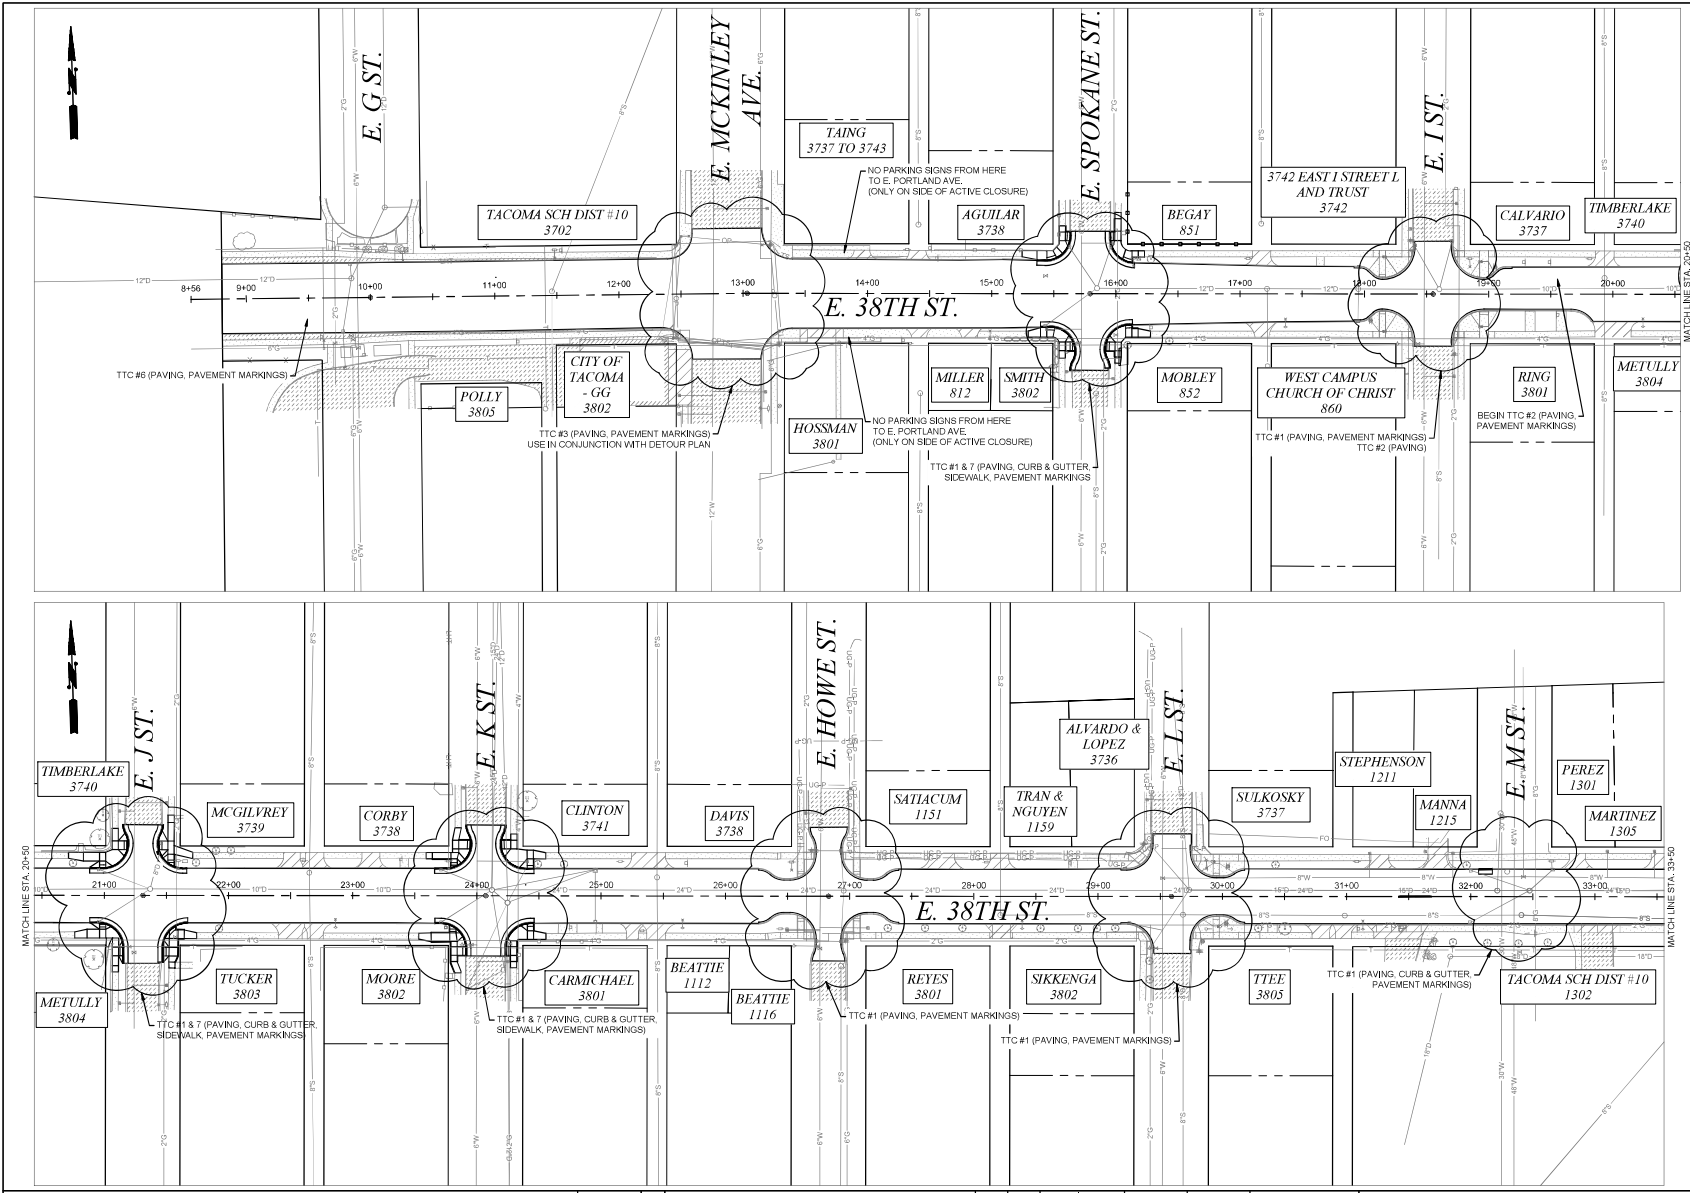 E. G ST.
E. MCKINLEY
AVE.
E. SPOKANE ST.
E. I ST.
N
TAING
3737 TO 3743
NO PARKING SIGNS FROM HERE
TO E. PORTLAND AVE.
(ONLY ON SIDE OF ACTIVE CLOSURE)
TACOMA SCH DIST #10
3702
AGUILAR
3738
BEGAY
851
3742 EAST I STREET L
AND TRUST
3742
CALVARIO
3737
TIMBERLAKE
3740
8+56
9+00
10+00
11+00
12+00
13+00
14+00
15+00
16+00
17+00
18+00
19+00
20+00
MATCH LINE STA. 20+50
E. 38TH ST.
TTC #6 (PAVING, PAVEMENT MARKINGS)
POLLY
3805
CITY OF
TACOMA
- GG
3802
TTC #3 (PAVING, PAVEMENT MARKINGS)
USE IN CONJUNCTION WITH DETOUR PLAN
HOSSMAN
3801
NO PARKING SIGNS FROM HERE
TO E. PORTLAND AVE.
(ONLY ON SIDE OF ACTIVE CLOSURE)
MILLER
812
SMITH
3802
MOBLEY
852
TTC #1 & 7 (PAVING, CURB & GUTTER,
SIDEWALK, PAVEMENT MARKINGS
WEST CAMPUS
CHURCH OF CHRIST
860
TTC #1 (PAVING, PAVEMENT MARKINGS)
TTC #2 (PAVING)
RING
3801
METULLY
3804
BEGIN TTC #2 (PAVING,
PAVEMENT MARKINGS)
N
E. J ST.
E. K ST.
E. HOWE ST.
E. L ST.
E. M ST.
TIMBERLAKE
3740
MCGILVREY
3739
CORBY
3738
CLINTON
3741
DAVIS
3738
SATIACUM
1151
TRAN &
NGUYEN
1159
ALVARDO &
LOPEZ
3736
SULKOSKY
3737
STEPHENSON
1211
MANNA
1215
PEREZ
1301
MARTINEZ
1305
MATCH LINE STA. 20+50
21+00
22+00
23+00
24+00
25+00
26+00
27+00
28+00
29+00
30+00
31+00
32+00
33+00
MATCH LINE STA. 33+50
E. 38TH ST.
METULLY
3804
TUCKER
3803
MOORE
3802
CARMICHAEL
3801
BEATTIE
1112
BEATTIE
1116
REYES
3801
SIKKENGA
3802
TTEE
3805
TACOMA SCH DIST #10
1302
TTC #1 & 7 (PAVING, CURB & GUTTER,
SIDEWALK, PAVEMENT MARKINGS)
TTC #1 & 7 (PAVING, CURB & GUTTER,
SIDEWALK, PAVEMENT MARKINGS)
TTC #1 (PAVING, PAVEMENT MARKINGS)
TTC #1 (PAVING, PAVEMENT MARKINGS)
TTC #1 (PAVING, CURB & GUTTER,
PAVEMENT MARKINGS)